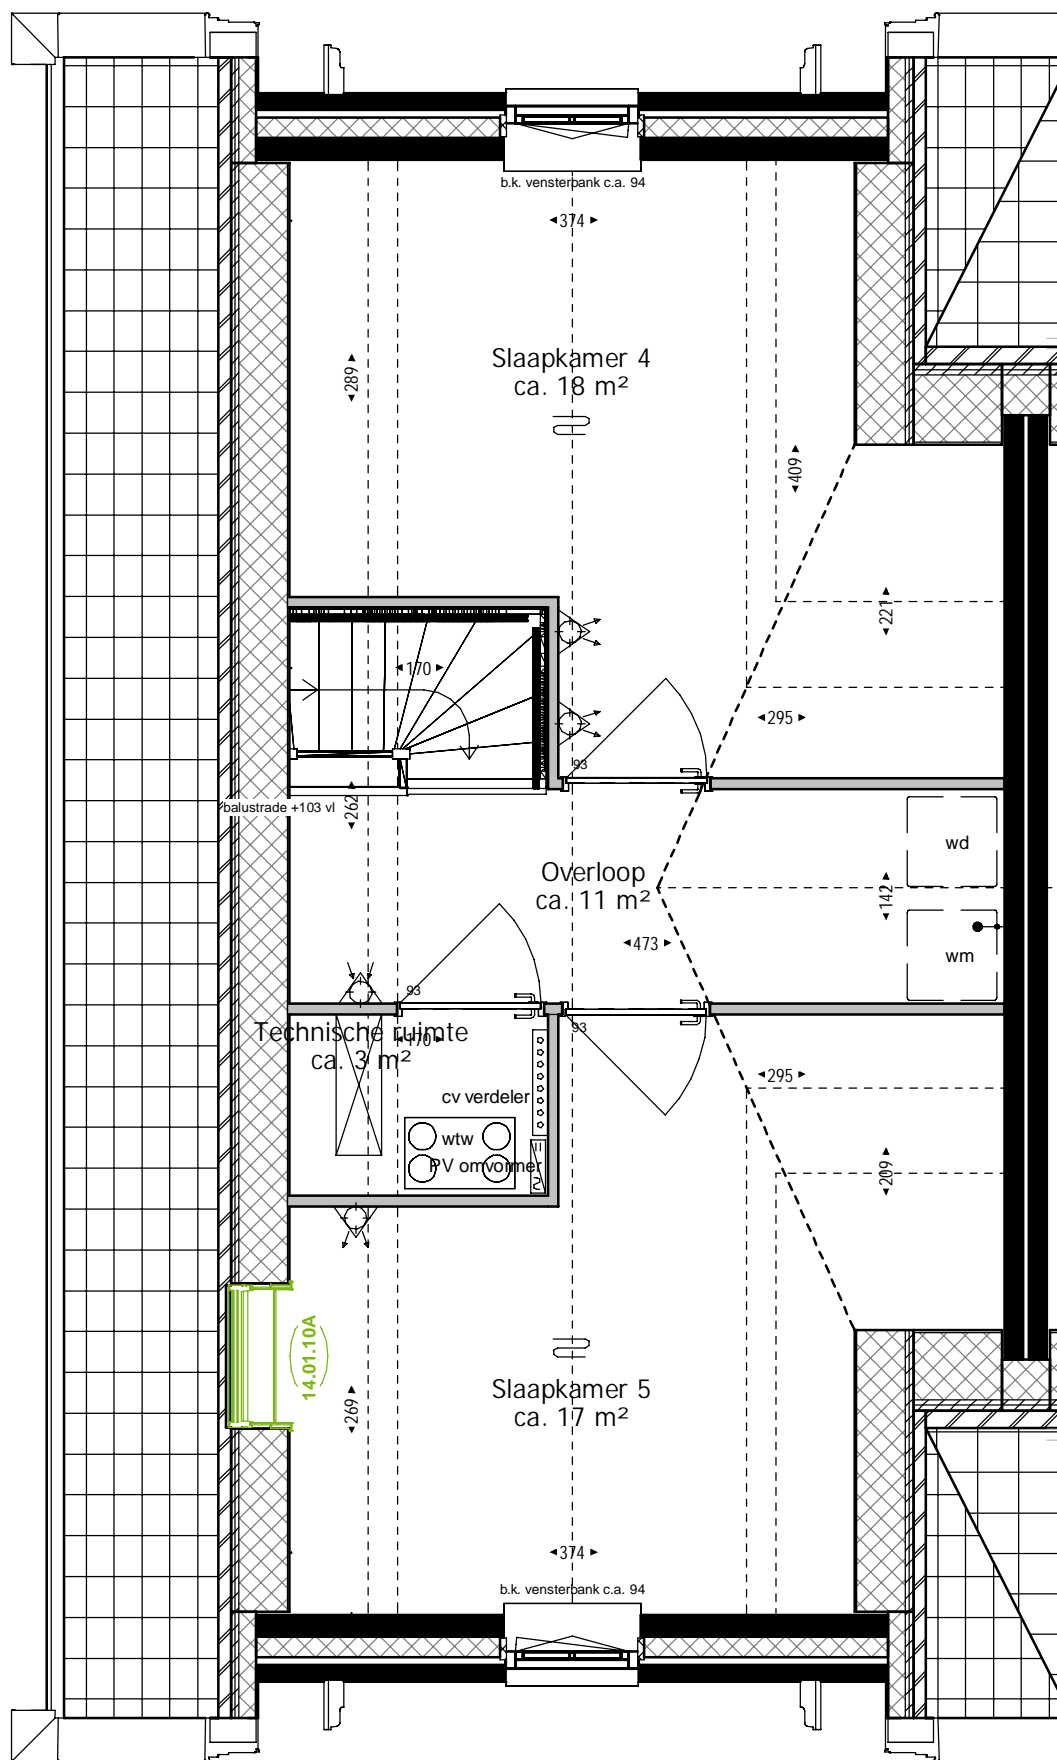 b.k. vensterbank c.a. 94
374
Slaapkamer 4
ca. 18 m²
289
409
221
170
295
93
262
balustrade +103 vl
wd
Overloop
ca. 11 m²
142
473
wm
93
93
Technische ruimte
170
ca. 3 m²
295
cv verdeler
wtw
PV omvormer
209
14.01.10A
Slaapkamer 5
ca. 17 m²
269
374
b.k. vensterbank c.a. 94